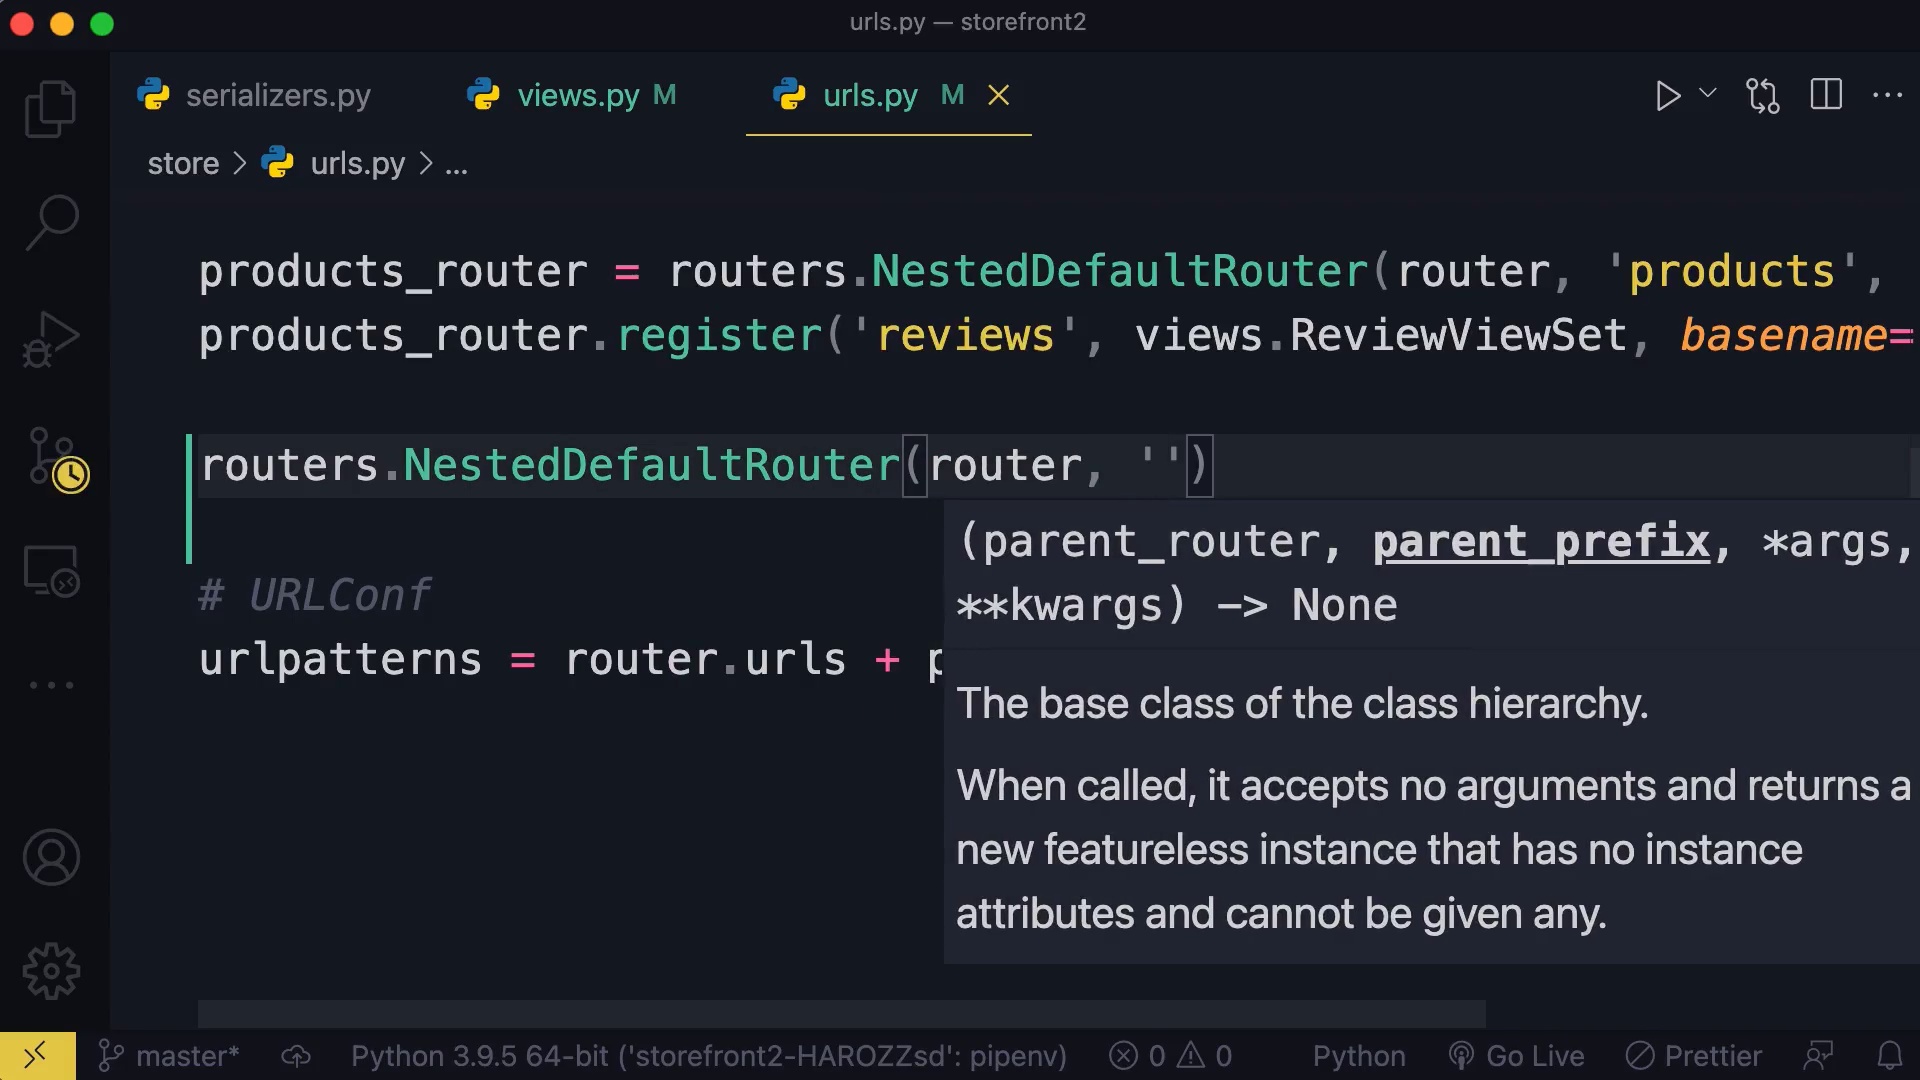 urls.py — storefront2
serializers.py
views.py M
urls.py M
store > urls.py > ...
products_router = routers.NestedDefaultRouter(router, 'products',
products_router.register('reviews', views.ReviewViewSet, basename=
routers.NestedDefaultRouter(router, '')
(parent_router, parent_prefix, *args,
**kwargs) -> None
# URLConf
urlpatterns = router.urls + p
The base class of the class hierarchy.
When called, it accepts no arguments and returns a
new featureless instance that has no instance
attributes and cannot be given any.
master* Python 3.9.5 64-bit ('storefront2-HAROZZsd': pipenv) 0 0 Python Go Live Prettier